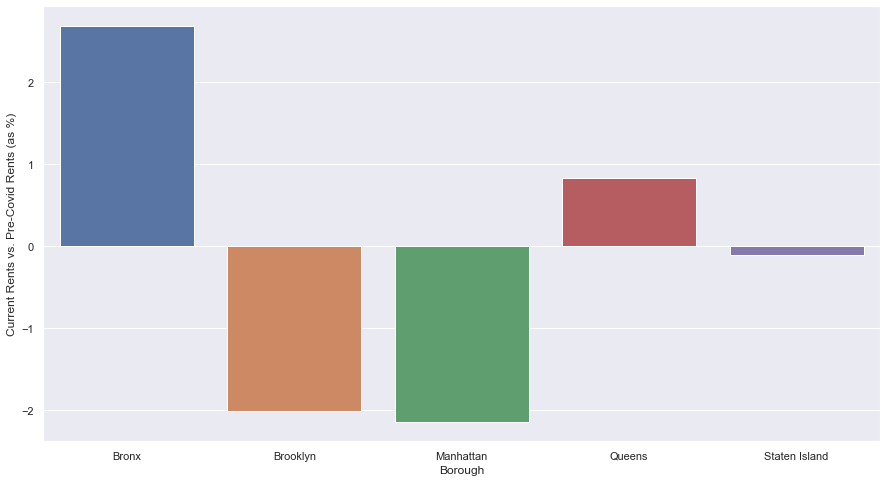 Current Rents vs. Pre-Covid Rents (as %)
2
1
0
−1
−2
Bronx Brooklyn Manhattan Queens Staten Island
Borough